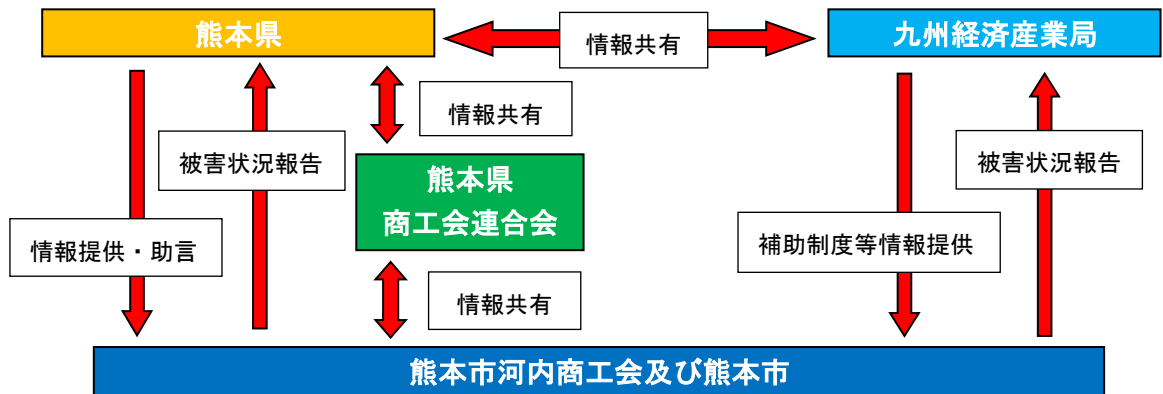 熊本県
情報共有
九州経済産業局
情報共有
被害状況報告
被害状況報告
熊本県
商工会連合会
情報提供・助言
補助制度等情報提供
情報共有
熊本市河内商工会及び熊本市